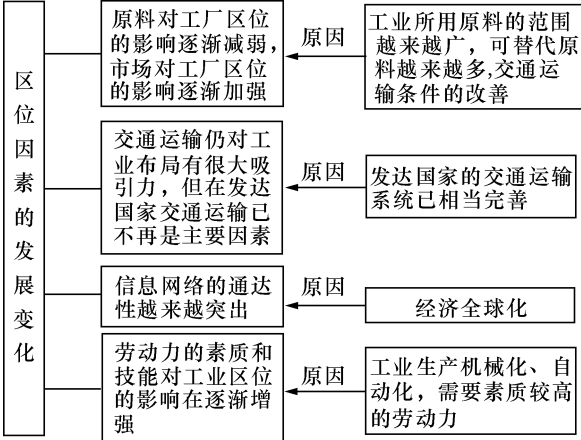 区位因素的发展变化
原料对工厂区位
的影响逐渐减弱，
市场对工厂区位
的影响逐渐加强
原因
工业所用原料的范围
越来越广，可替代原
料越来越多,交通运
输条件的改善
交通运输仍对工
业布局有很大吸
引力，但在发达
国家交通运输已
不再是主要因素
原因
发达国家的交通运输
系统已相当完善
信息网络的通达
性越来越突出
原因
经济全球化
劳动力的素质和
技能对工业区位
的影响在逐渐增
强
原因
工业生产机械化、
自动化，需要素质较高
的劳动力